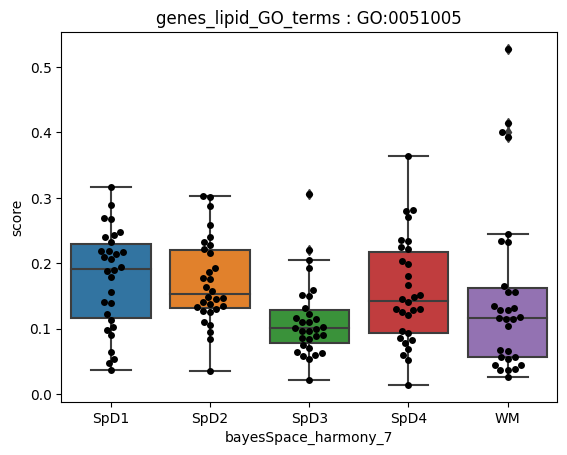 genes_lipid_GO_terms : GO:0051005
score
0.5
0.4
0.3
0.2
0.1
0.0
SpD1 SpD2 SpD3 SpD4 WM
bayesSpace_harmony_7